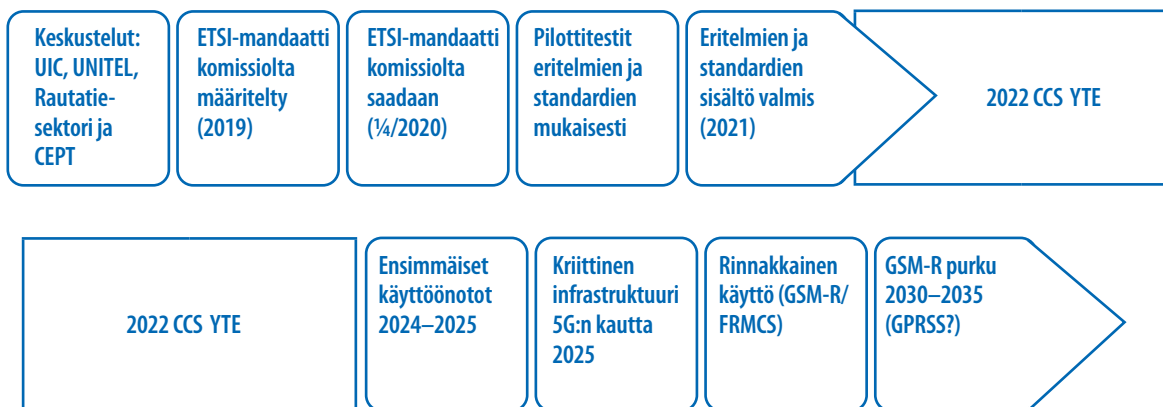 Keskustelut:
UIC, UNITEL,
Rautatie-
sektori ja
CEPT
ETSI-mandaatti
komissiolta
määritelty
(2019)
ETSI-mandaatti
komissiolta
saadaan
(¼/2020)
Pilottitestit
eritelmien ja
standardien
mukaisesti
Eritelmien ja
standardien
sisältö valmis
(2021)
2022 CCS YTE
2022 CCS YTE
Ensimmäiset
käyttöönotot
2024–2025
Kriittinen
infrastruktuuri
5G:n kautta
2025
Rinnakkainen
käyttö (GSM-R/
FRMCS)
GSM-R purku
2030–2035
(GPRSS?)